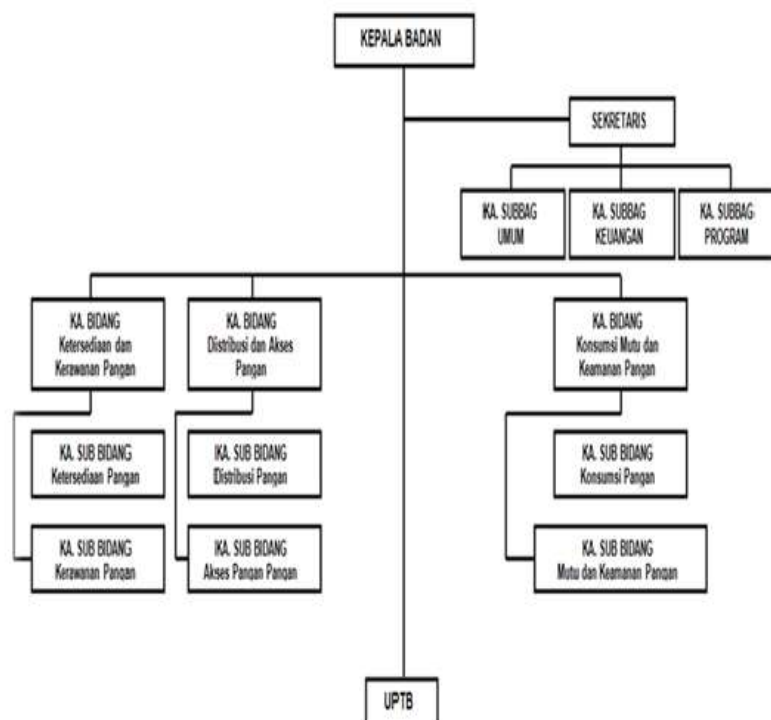 KEPALA BADAN
SEKRETARIS
KA. SUBBAG
UMUM
KA. SUBBAG
KEUANGAN
KA. SUBBAG
PROGRAM
KA. BIDANG
Ketersediaan dam
Kerawanan Pangan
KA. BIDANG
Distribusi dan Akses
Pangan
KA. BIDANG
Konsumsi Mutu dan
Keamanan Pangan
KA. SUB BIDANG
Ketersediaan Pangan
KA. SUB BIDANG
Distribusi Pangan
KA. SUB BIDANG
Konsumsi Pangan
KA. SUB BIDANG
Kerawanan Pangan
KA. SUB BIDANG
Akses Pangan Pangan
KA. SUB BIDANG
Mutu dan Keamanan Pangan
UPTB